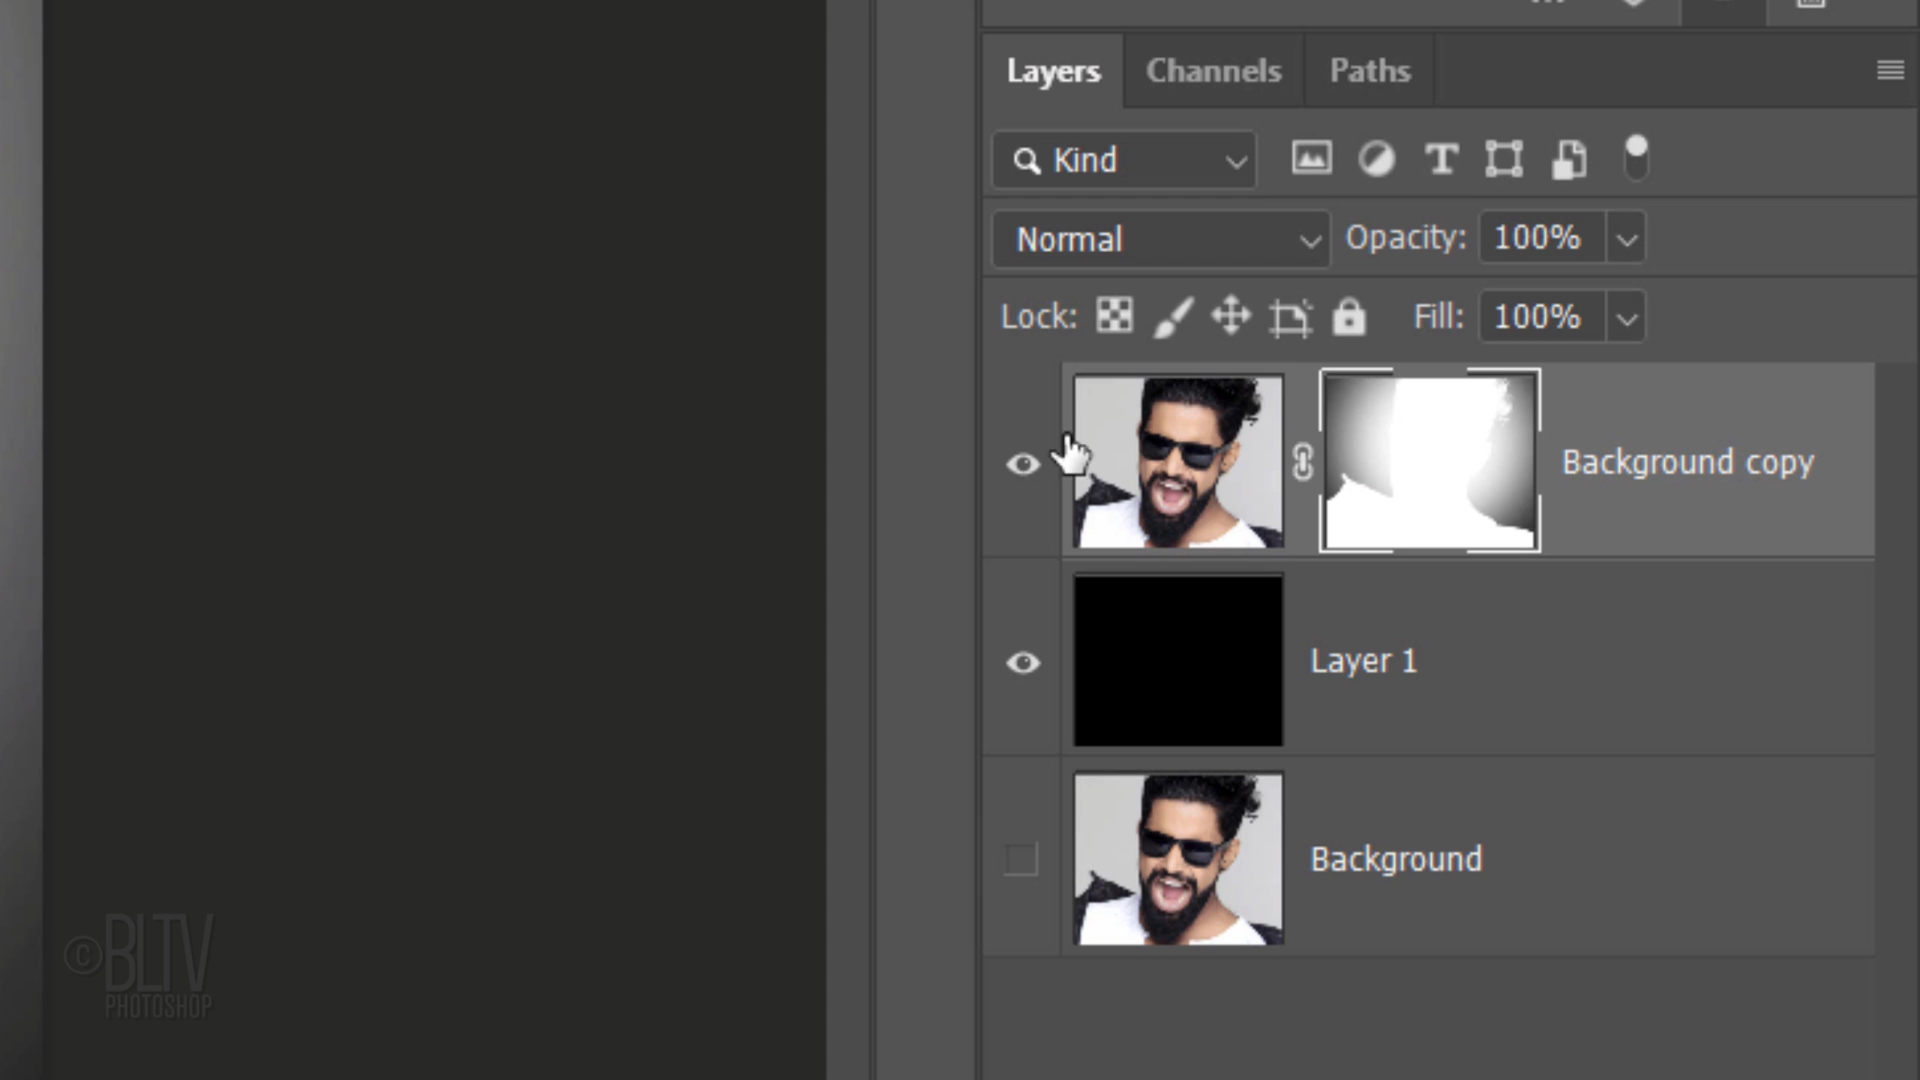 Layers Channels Paths
Kind
Normal Opacity: 100%
Lock: Fill: 100%
Background copy
Layer 1
Background
©BLTV
PHOTOSHOP